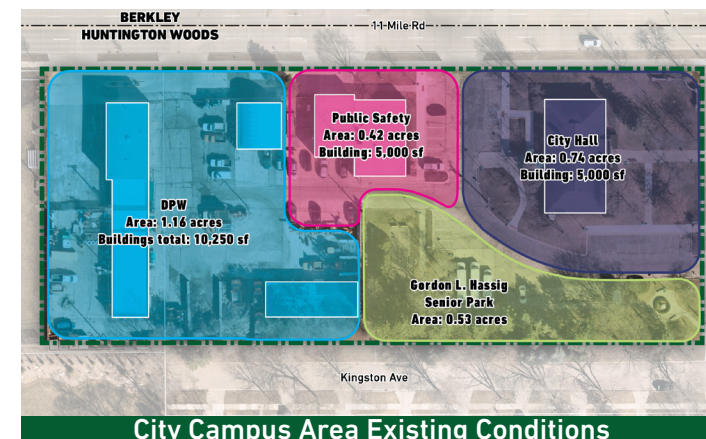 BERKLEY
HUNTINGTON WOODS
11 Mile Rd
Public Safety
Area: 0.42 acres
Building: 5,000 sf
City Hall
Area: 0.74 acres
Building: 5,000 sf
DPW
Area: 1.16 acres
Buildings total: 10,250 sf
Gordon L. Hassig
Senior Park
Area: 0.53 acres
Kingston Ave
City Campus Area Existing Conditions